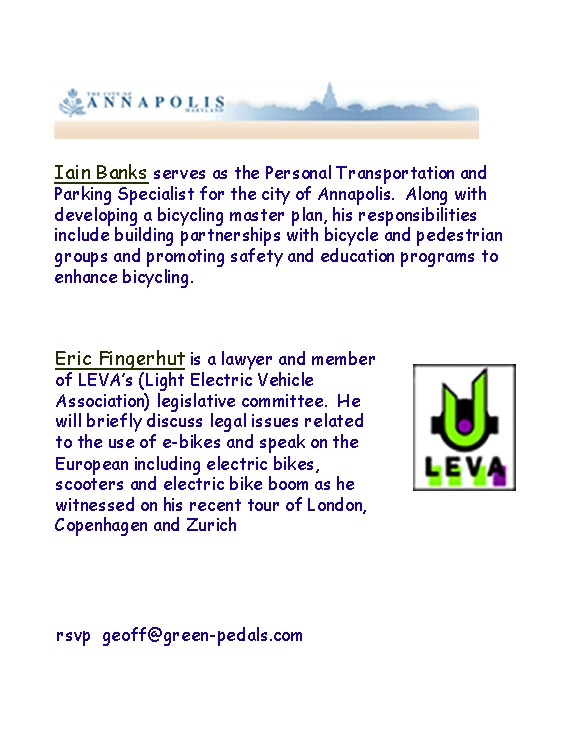 THE CITY OF
ANNAPOLIS
MARYLAND
Iain Banks serves as the Personal Transportation and
Parking Specialist for the city of Annapolis. Along with
developing a bicycling master plan, his responsibilities
include building partnerships with bicycle and pedestrian
groups and promoting safety and education programs to
enhance bicycling.
Eric Fingerhut is a lawyer and member
of LEVA's (Light Electric Vehicle
Association) legislative committee. He
will briefly discuss legal issues related
to the use of e-bikes and speak on the
European including electric bikes,
scooters and electric bike boom as he
witnessed on his recent tour of London,
Copenhagen and Zurich
LEVA
rsvp geoff@green-pedals.com